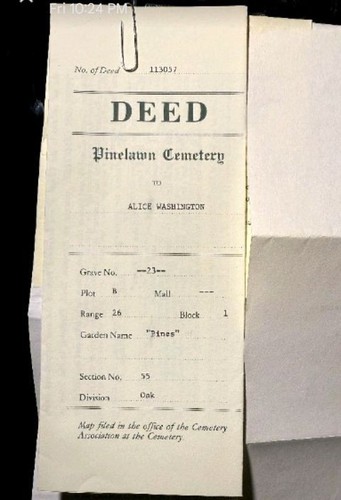 Fri 10:24 PM
No. of Deed 113057
DEED
Pinelawn Cemetery
TO
ALICE WASHINGTON
Grave No. --23--
Plot B Mall ---
Range 26 Block 1
Garden Name "Pines"
Section No. 55
Division Oak
Map filed in the office of the Cemetery
Association at the Cemetery.